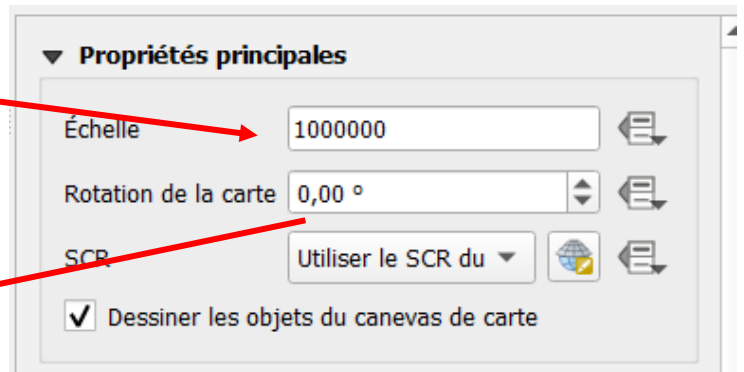 Propriétés principales
Échelle 1000000
Rotation de la carte 0,00 °
SCR Utiliser le SCR du
Dessiner les objets du canevas de carte